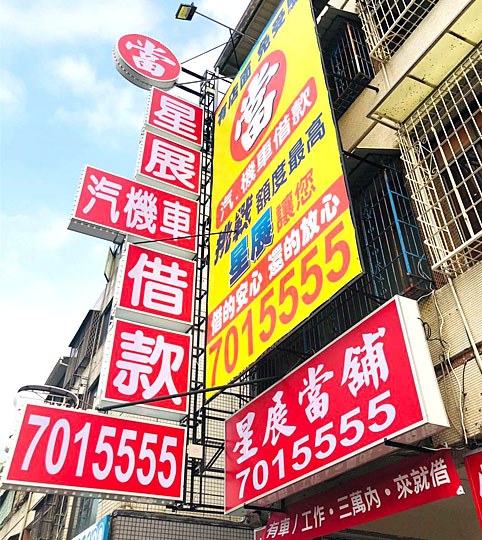 當
星展
汽機車
借款
7015555
當
汽、機車借款
挑戰額度最高
星展讓您
借的安心 還的放心
7015555
星展當舖
7015555
有車/工作·三萬內·來就借